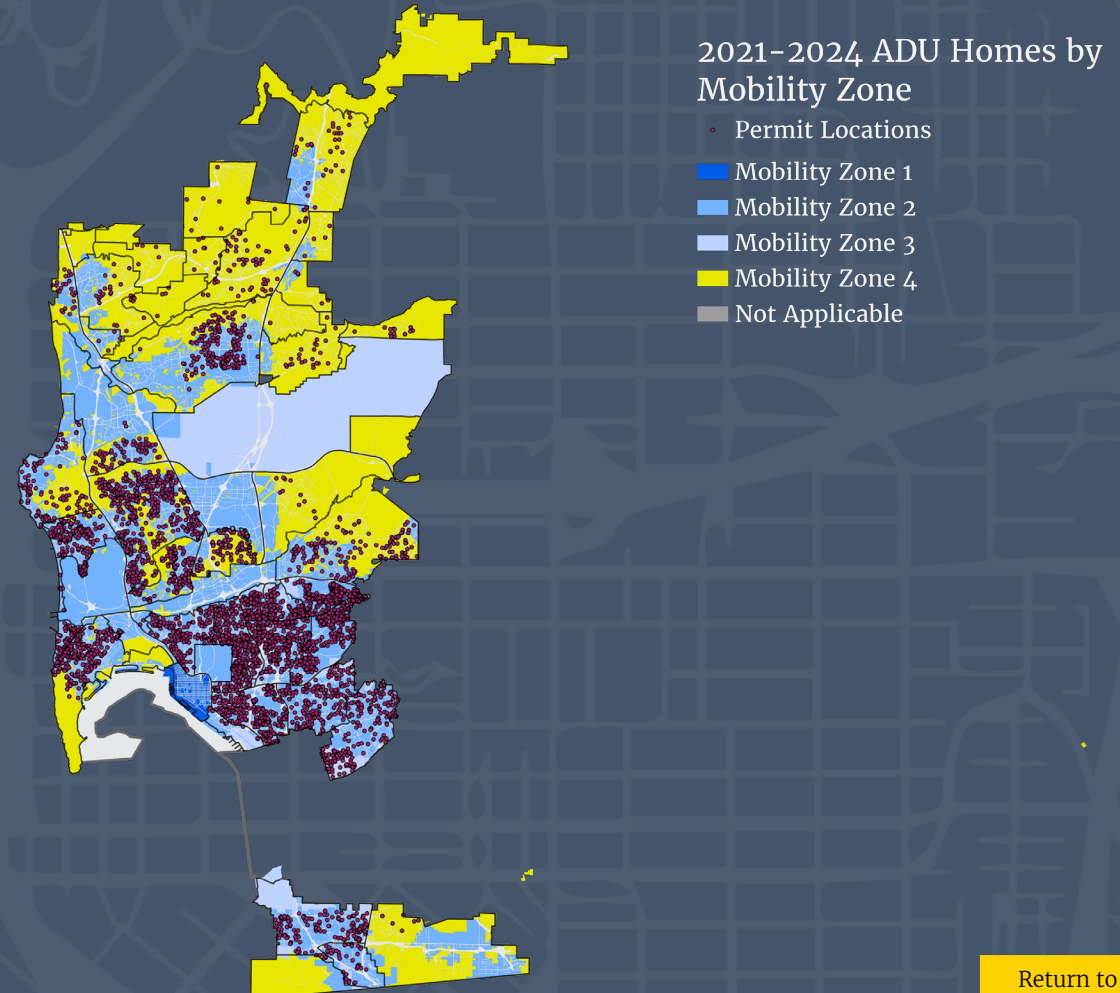 2021-2024 ADU Homes by
Mobility Zone
Permit Locations
Mobility Zone 1
Mobility Zone 2
Mobility Zone 3
Mobility Zone 4
Not Applicable
Return to